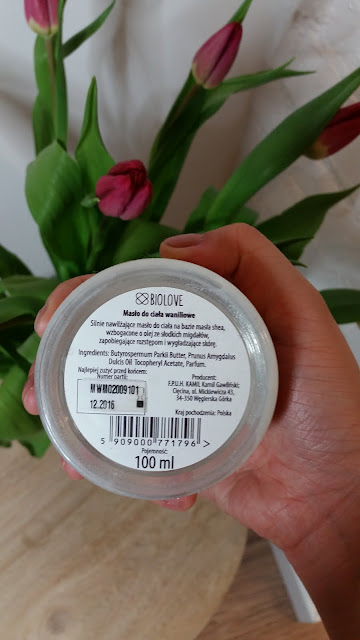 BIOLOVE
Masło do ciała waniliowe
Silnie nawilżające masło do ciała na bazie masła shea,
wzbogacone o olej ze słodkich migdałów,
zapobiegające rozstępom i wygładzające skórę.
Ingredients: Butyrospermum Parkii Butter, Prunus Amygdalus
Dulcis Oil Tocopheryl Acetate, Parfum.
Najlepiej zużyć przed końcem:
Numer partii:
MWM02009101
12.2016
Producent:
F.P.U.H. KAMIL Kamil Gawliński;
Cięcina, ul. Mickiewicza 43,
34-350 Węgierska Górka
Kraj pochodzenia: Polska
5 909000 771796 >
Pojemność:
100 ml